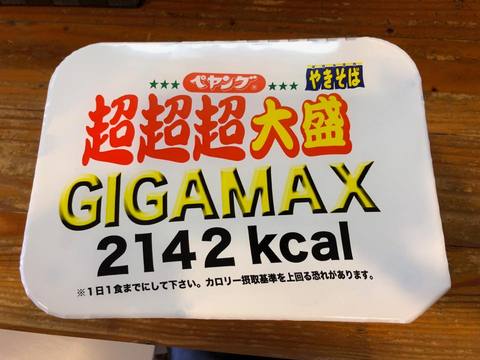 ペヤング
やきそば
超超超大盛
GIGAMAX
2142 kcal
※1日1食までにして下さい。カロリー摂取基準を上回る恐れがあります。